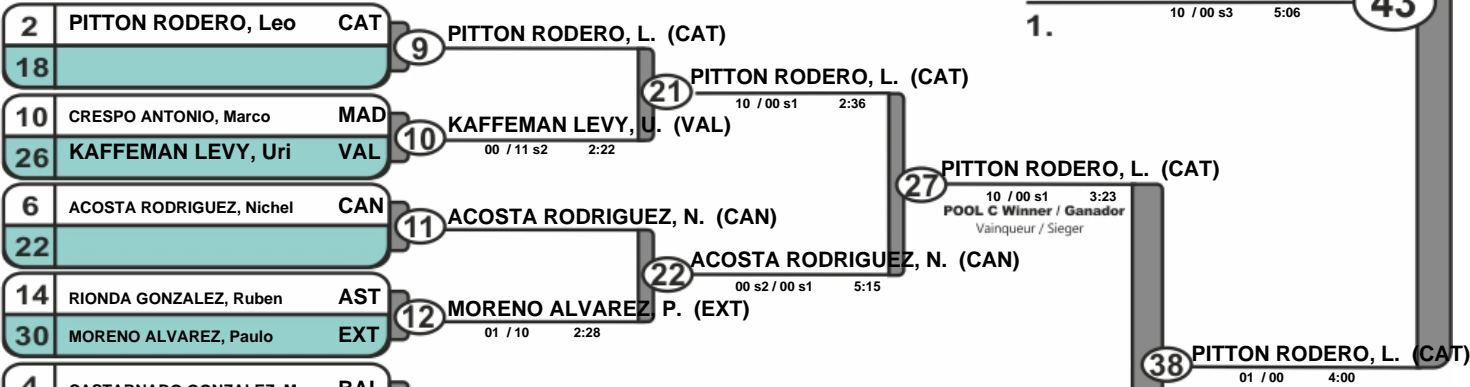 10 / 00 s3 5:06
43
1.
2 PITTON RODERO, Leo CAT
18
9
PITTON RODERO, L. (CAT)
21
PITTON RODERO, L. (CAT)
10 / 00 s1 2:36
10 CRESPO ANTONIO, Marco MAD
26 KAFFEMAN LEVY, Uri VAL
10
KAFFEMAN LEVY, U. (VAL)
00 / 11 s2 2:22
27
PITTON RODERO, L. (CAT)
10 / 00 s1 3:23
POOL C Winner / Ganador
Vainqueur / Sieger
6 ACOSTA RODRIGUEZ, Nichel CAN
22
11
ACOSTA RODRIGUEZ, N. (CAN)
22
ACOSTA RODRIGUEZ, N. (CAN)
00 s2 / 00 s1 5:15
14 RIONDA GONZALEZ, Ruben AST
30 MORENO ALVAREZ, Paulo EXT
12
MORENO ALVAREZ, P. (EXT)
01 / 10 2:28
38
PITTON RODERO, L. (CAT)
01 / 00 4:00
4